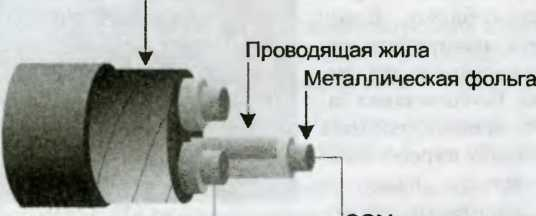 Проводящая жила
Металлическая фольга